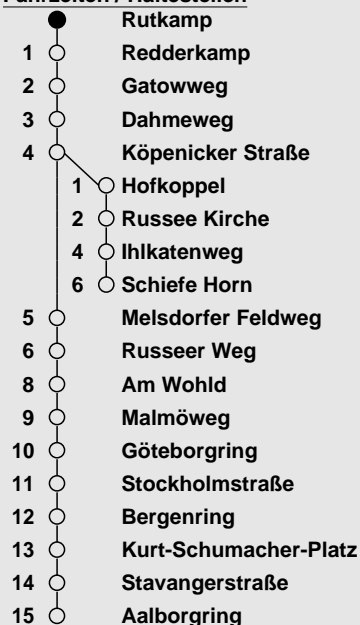 Fahrzeiten / Haltestellen
Rutkamp
1 Redderkamp
2 Gatowweg
3 Dahmeweg
4 Köpenicker Straße
1 Hofkoppel
2 Russee Kirche
4 Ihlkatenweg
6 Schiefe Horn
5 Melsdorfer Feldweg
6 Russeer Weg
8 Am Wohld
9 Malmöweg
10 Göteborgring
11 Stockholmstraße
12 Bergenring
13 Kurt-Schumacher-Platz
14 Stavangerstraße
15 Aalborgring